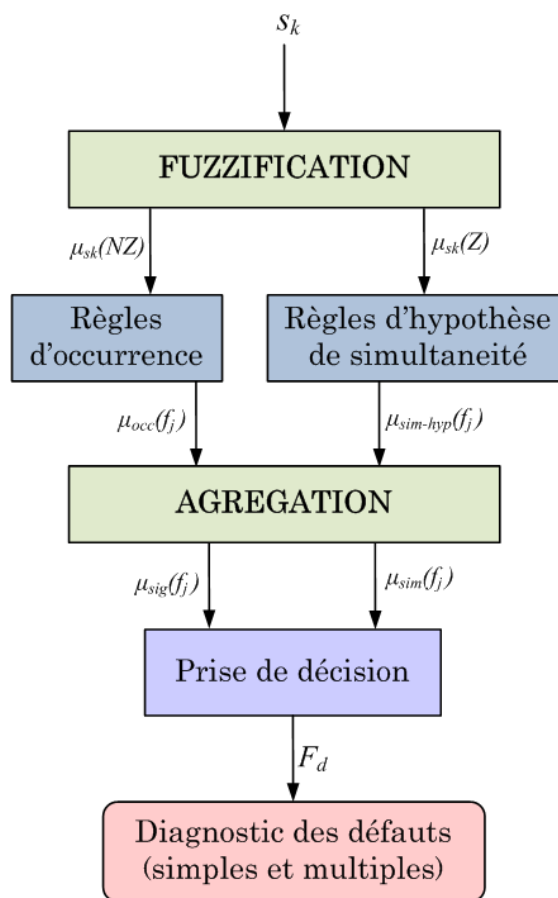 s_k
FUZZIFICATION
μ_sk(NZ)
μ_sk(Z)
Règles
d'occurrence
Règles d'hypothèse
de simultaneité
μ_occ(f_j)
μ_sim-hyp(f_j)
AGREGATION
μ_sig(f_j)
μ_sim(f_j)
Prise de décision
F_d
Diagnostic des défauts
(simples et multiples)